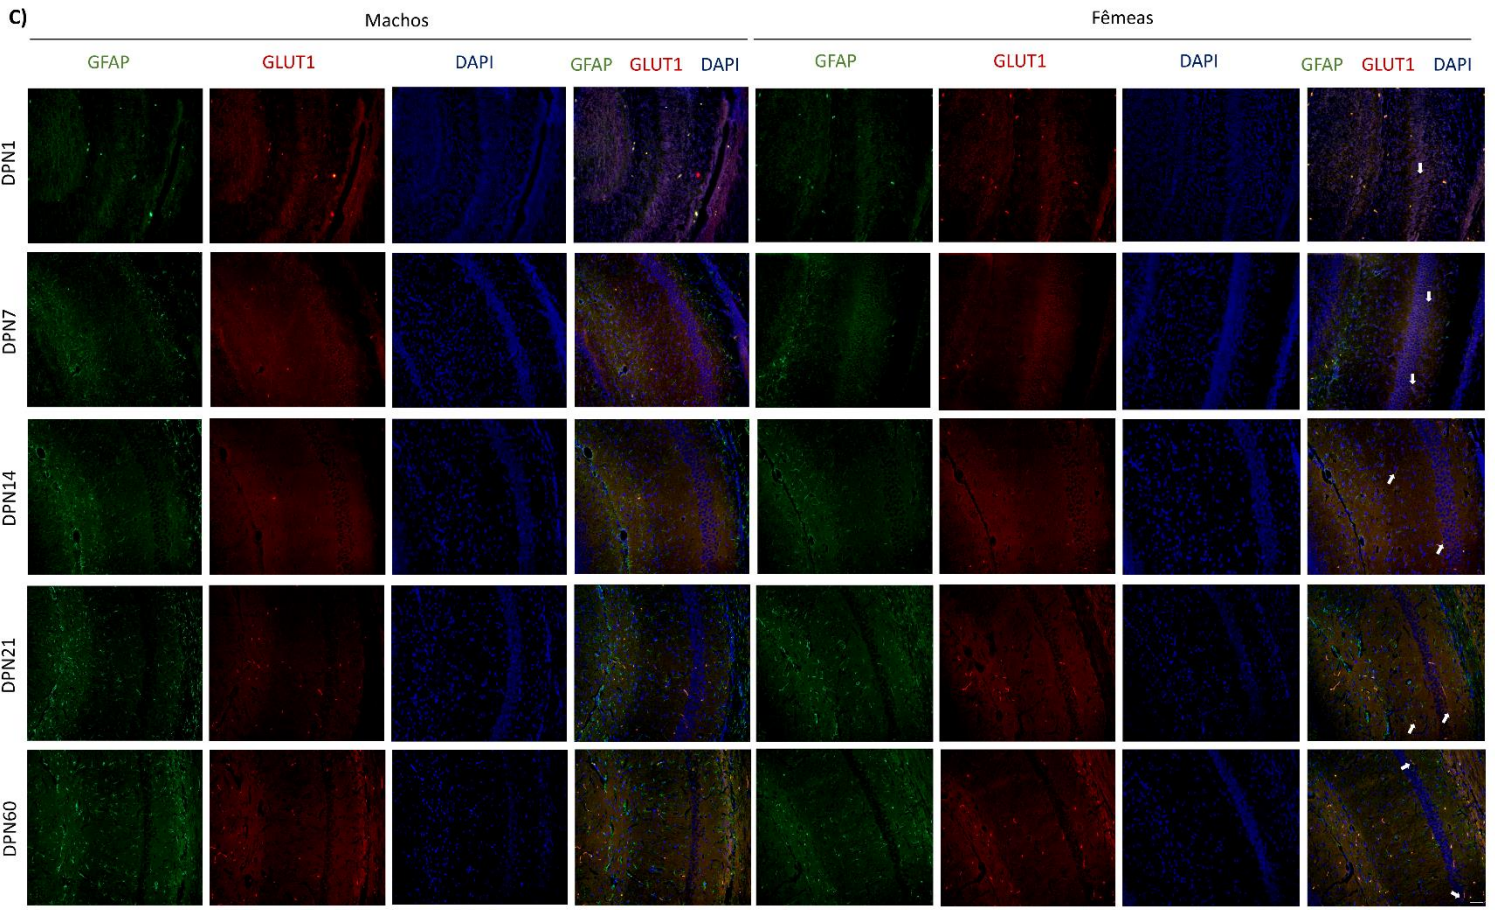 C)
Machos Fêmeas
GFAP GLUT1 DAPI GFAP GLUT1 DAPI GFAP GLUT1 DAPI GFAP GLUT1 DAPI
DPN1
DPN7
DPN14
DPN21
DPN60